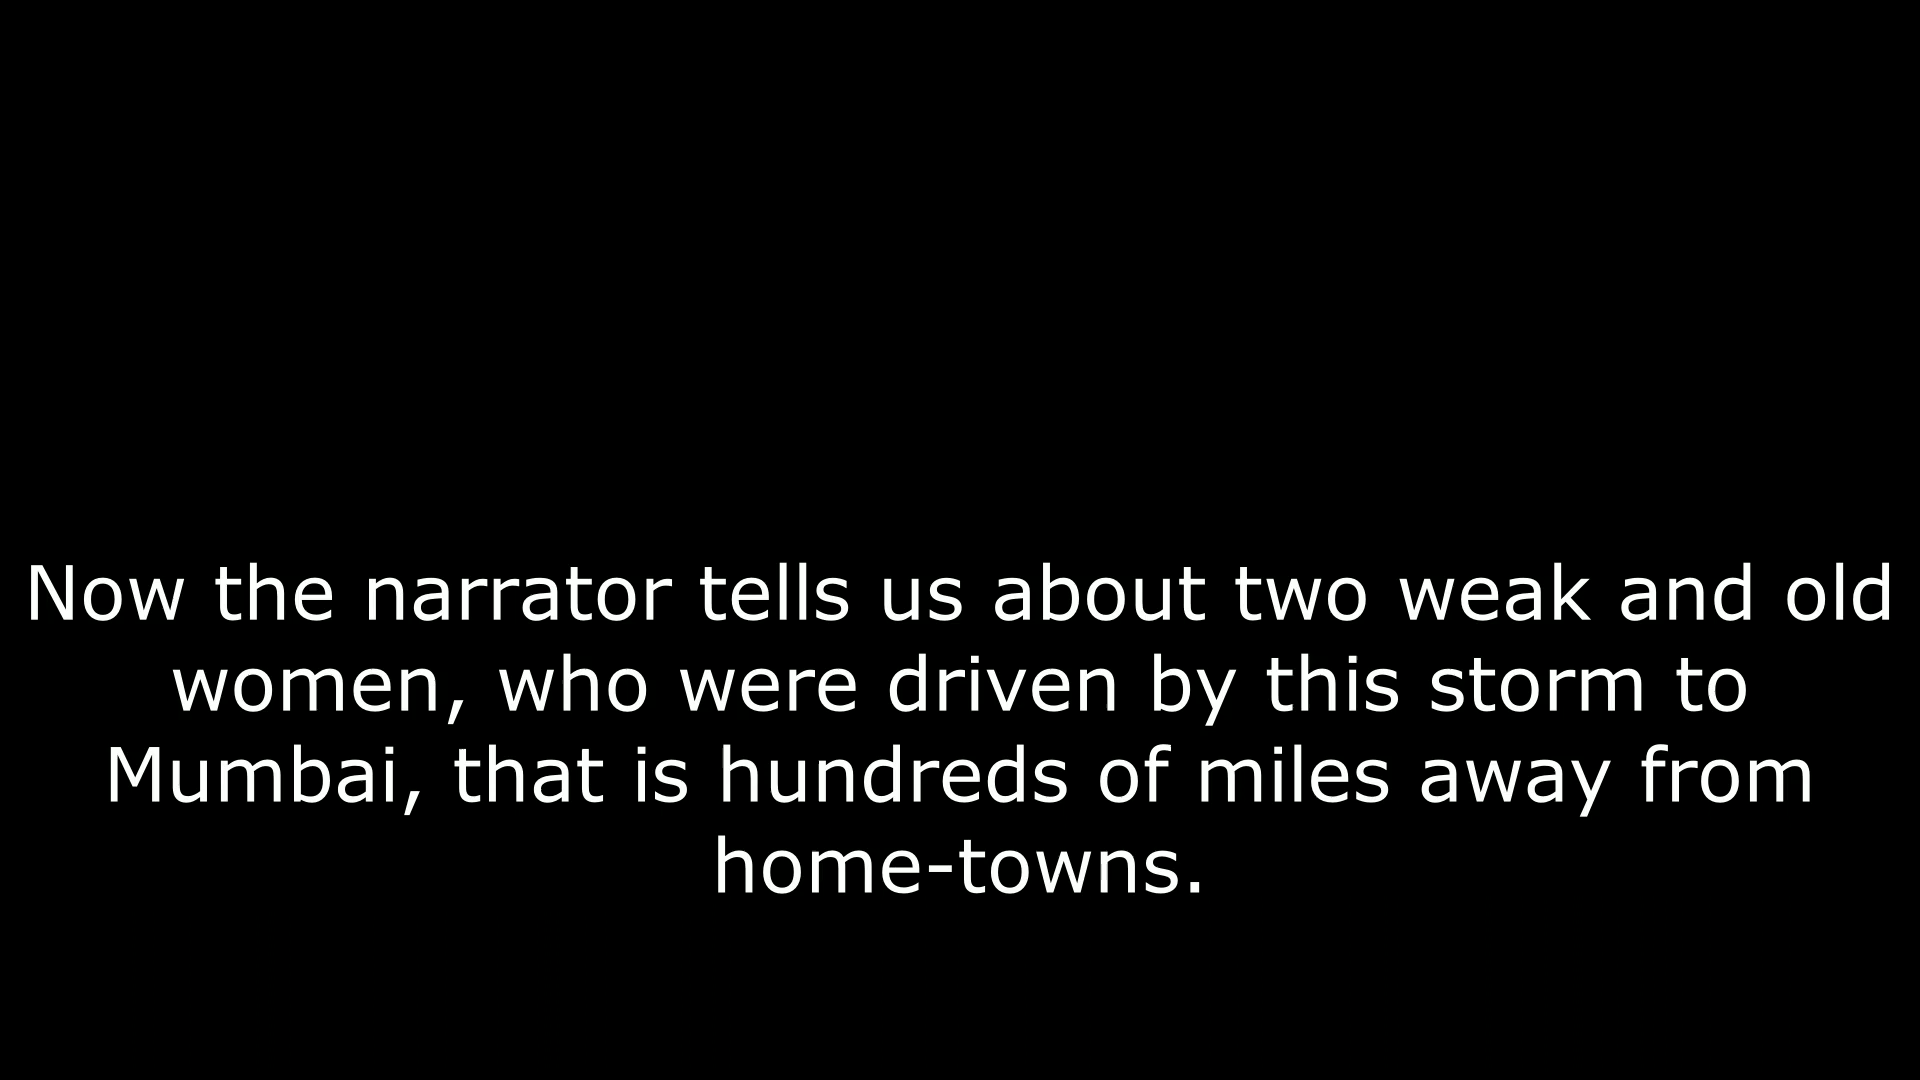 Now the narrator tells us about two weak and old
women, who were driven by this storm to
Mumbai, that is hundreds of miles away from
home-towns.